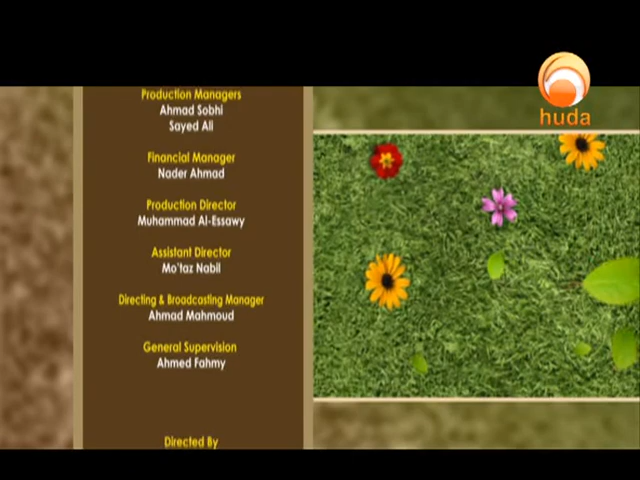 Production Managers
Ahmad Sobhi
Sayed Ali
Financial Manager
Nader Ahmad
Production Director
Muhammad Al-Essawy
Assistant Director
Mo`taz Nabil
Directing & Broadcasting Manager
Ahmad Mahmoud
General Supervision
Ahmed Fahmy
Directed By
huda